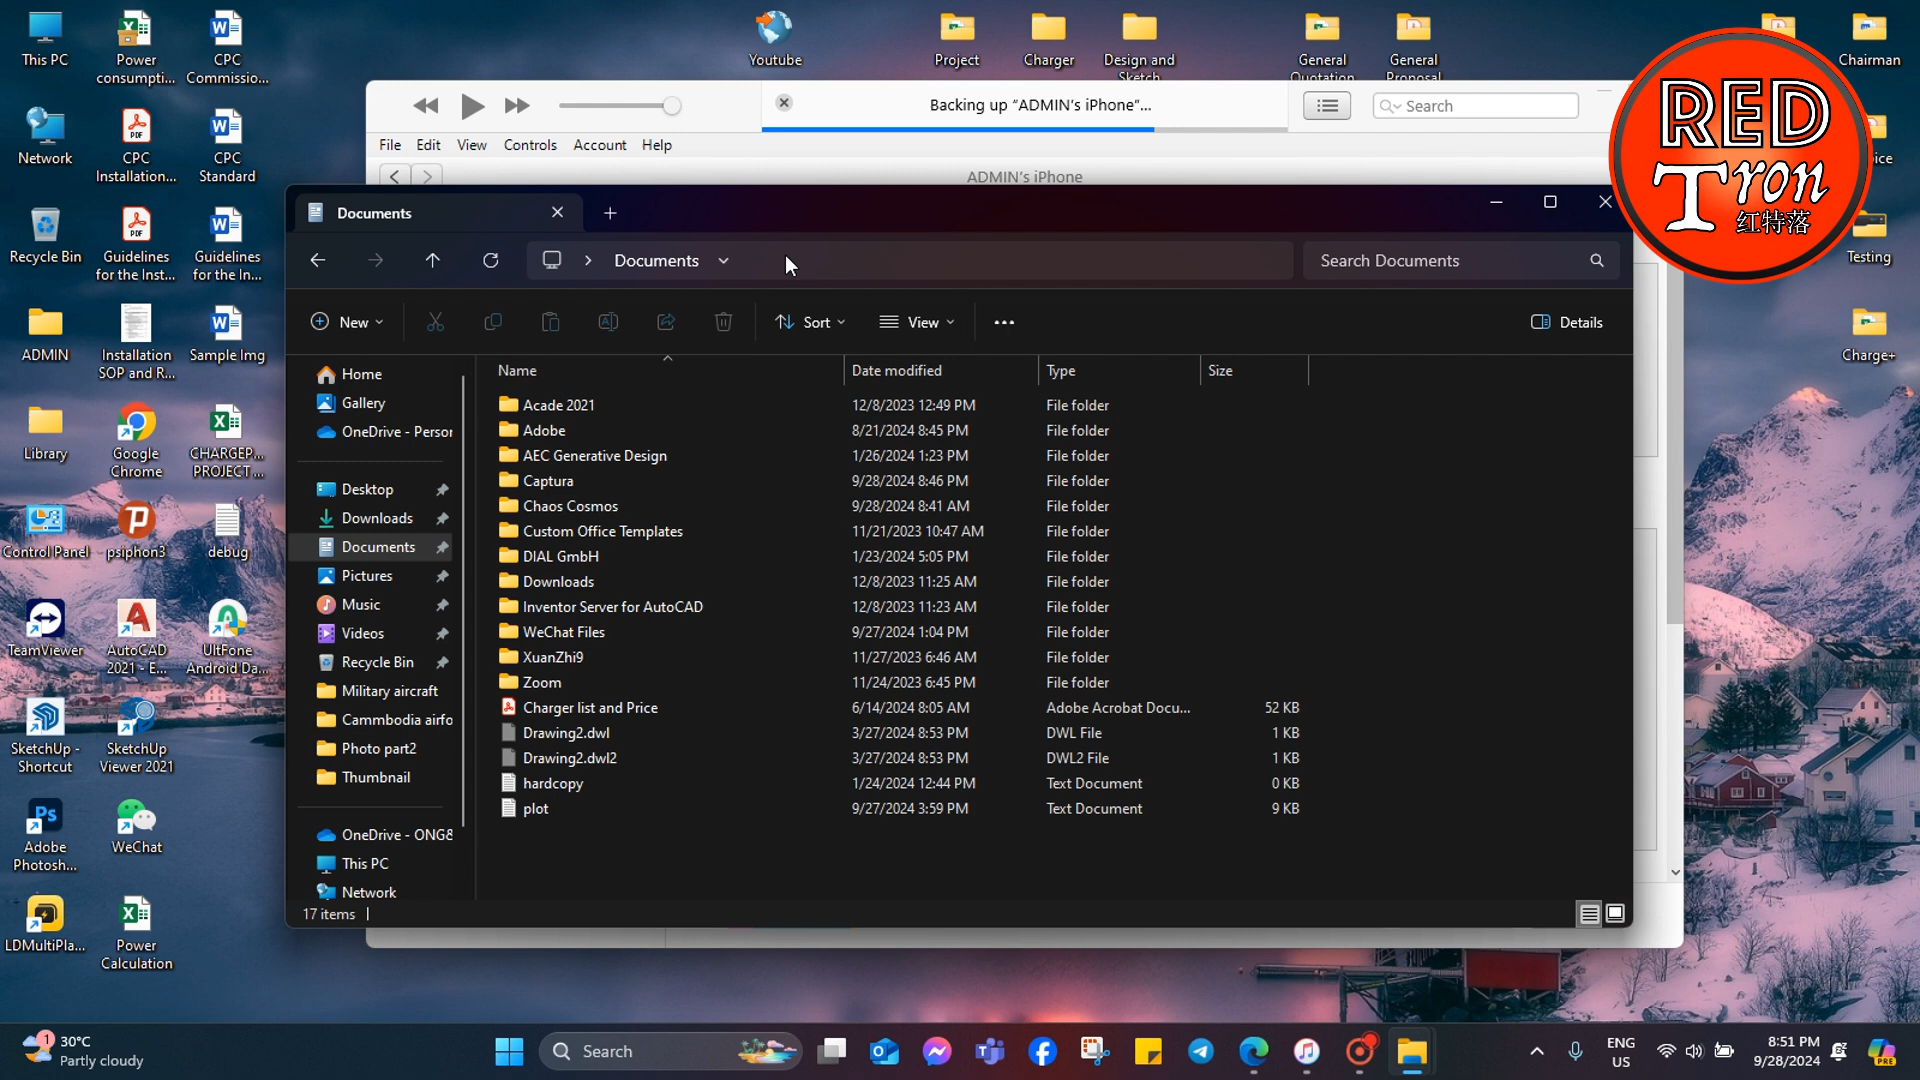 This PC
Power
consumpti...
CPC
Commissio...
Youtube
Project
Charger
Design and
Sketch
General
Quotation
General
Proposal
Chairman
RED
Tron
红特落
Backing up “ADMIN’s iPhone”...
Search
File Edit View Controls Account Help
ADMIN’s iPhone
Network
CPC
Installation...
CPC
Standard
Recycle Bin
Guidelines
for the Inst...
Guidelines
for the In...
Testing
ADMIN
Installation
SOP and R...
Sample Img
Charge+
Library
Google
Chrome
CHARGEP...
PROJECT ...
Control Panel
psiphon3
debug
TeamViewer
AutoCAD
2021 - E...
UltFone
Android Da...
SketchUp -
Shortcut
SketchUp
Viewer 2021
Adobe
Photosh...
WeChat
LDMultiPla...
Power
Calculation
Documents
Documents
Search Documents
New
Sort
View
Details
Home
Gallery
OneDrive - Person
Desktop
Downloads
Documents
Pictures
Music
Videos
Recycle Bin
Military aircraft
Cammbodia airfo
Photo part2
Thumbnail
OneDrive - ONG&
This PC
Network
Name Date modified Type Size
Acade 2021 12/8/2023 12:49 PM File folder
Adobe 8/21/2024 8:45 PM File folder
AEC Generative Design 1/26/2024 1:23 PM File folder
Captura 9/28/2024 8:46 PM File folder
Chaos Cosmos 9/28/2024 8:41 AM File folder
Custom Office Templates 11/21/2023 10:47 AM File folder
DIAL GmbH 1/23/2024 5:05 PM File folder
Downloads 12/8/2023 11:25 AM File folder
Inventor Server for AutoCAD 12/8/2023 11:23 AM File folder
WeChat Files 9/27/2024 1:04 PM File folder
XuanZhi9 11/27/2023 6:46 AM File folder
Zoom 11/24/2023 6:45 PM File folder
Charger list and Price 6/14/2024 8:05 AM Adobe Acrobat Docu... 52 KB
Drawing2.dwl 3/27/2024 8:53 PM DWL File 1 KB
Drawing2.dwl2 3/27/2024 8:53 PM DWL2 File 1 KB
hardcopy 1/24/2024 12:44 PM Text Document 0 KB
plot 9/27/2024 3:59 PM Text Document 9 KB
17 items
1
30°C
Partly cloudy
Search
ENG
US
8:51 PM
9/28/2024
PRE